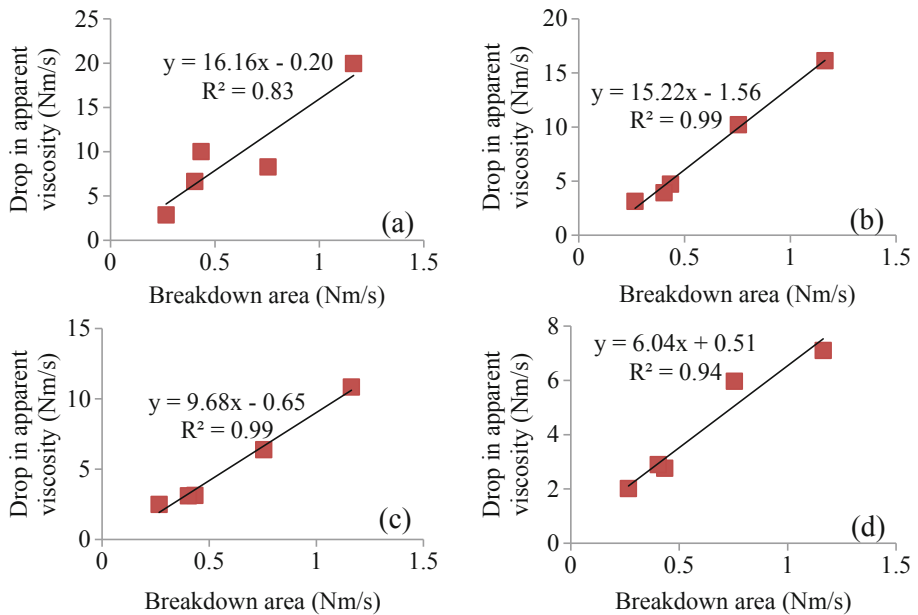 Drop in apparent
viscosity (Nm/s)
25
20
15
10
5
0
y = 16.16x - 0.20
R² = 0.83
(a)
0 0.5 1 1.5
Breakdown area (Nm/s)
Drop in apparent
viscosity (Nm/s)
20
15
10
5
0
y = 15.22x - 1.56
R² = 0.99
(b)
0 0.5 1 1.5
Breakdown area (Nm/s)
Drop in apparent
viscosity (Nm/s)
15
10
5
0
y = 9.68x - 0.65
R² = 0.99
(c)
0 0.5 1 1.5
Breakdown area (Nm/s)
Drop in apparent
viscosity (Nm/s)
8
6
4
2
0
y = 6.04x + 0.51
R² = 0.94
(d)
0 0.5 1 1.5
Breakdown area (Nm/s)